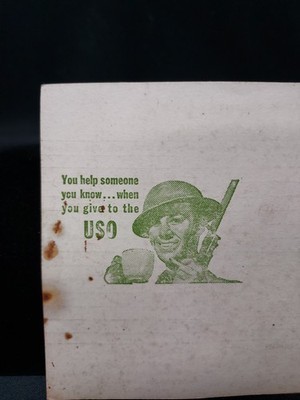 You help someone
you know...when
you give to the
USO